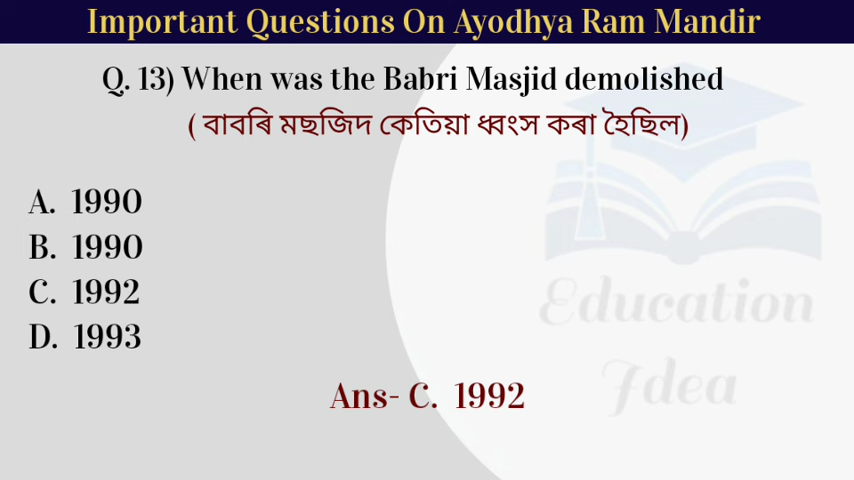 Important Questions On Ayodhya Ram Mandir
Q. 13) When was the Babri Masjid demolished
( বাবৰি মছজিদ কেতিয়া ধ্বংস কৰা হৈছিল)
A. 1990
B. 1990
C. 1992
D. 1993
Education
Idea
Ans- C. 1992